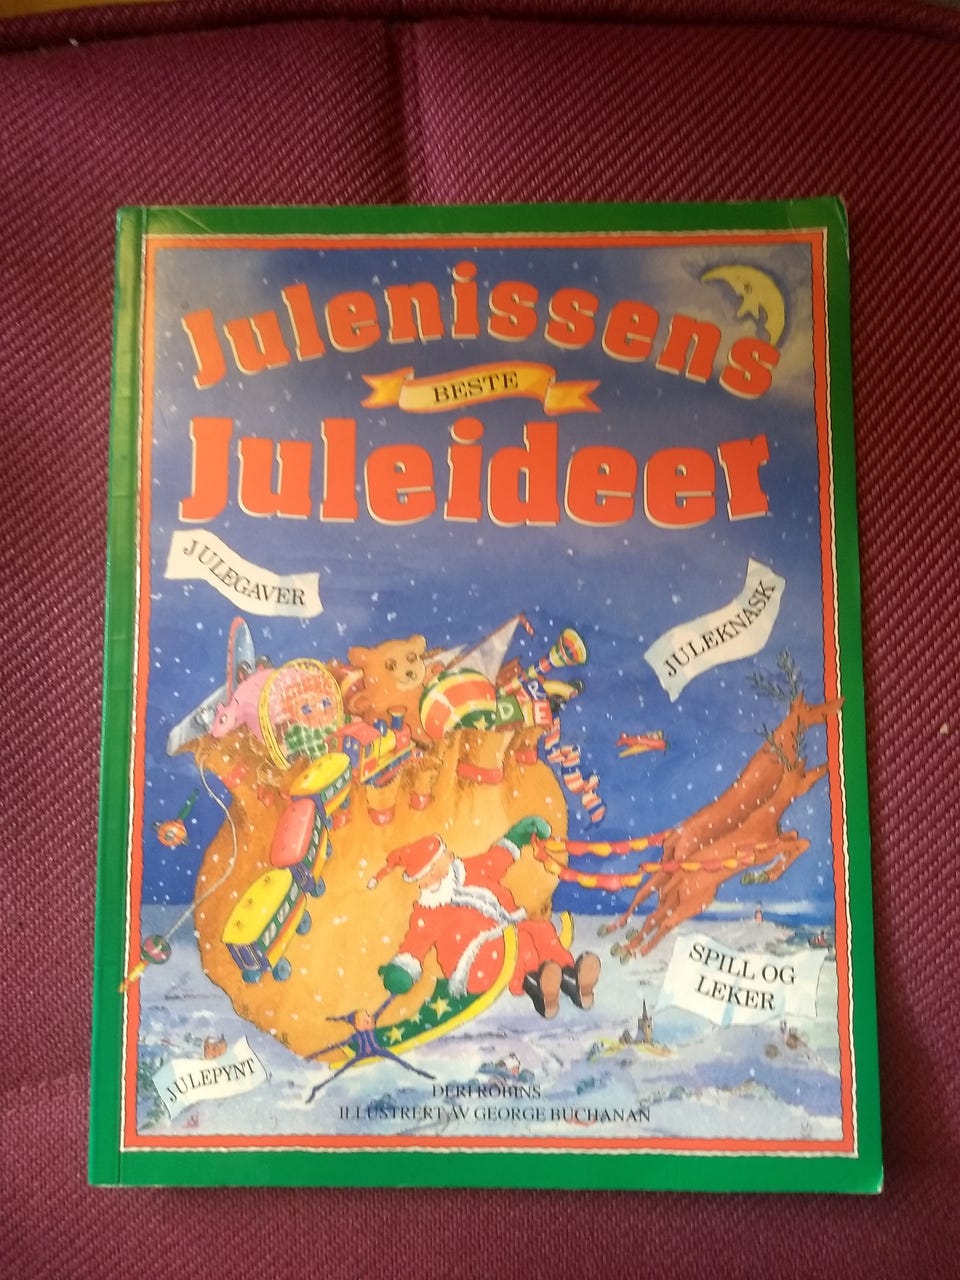 Julenissens
BESTE
Juleideer
JULEGAVER
JULEKNASK
SPILL OG
LEKER
JULEPYNT
DERI ROBINS
ILLUSTRERT AV GEORGE BUCHANAN